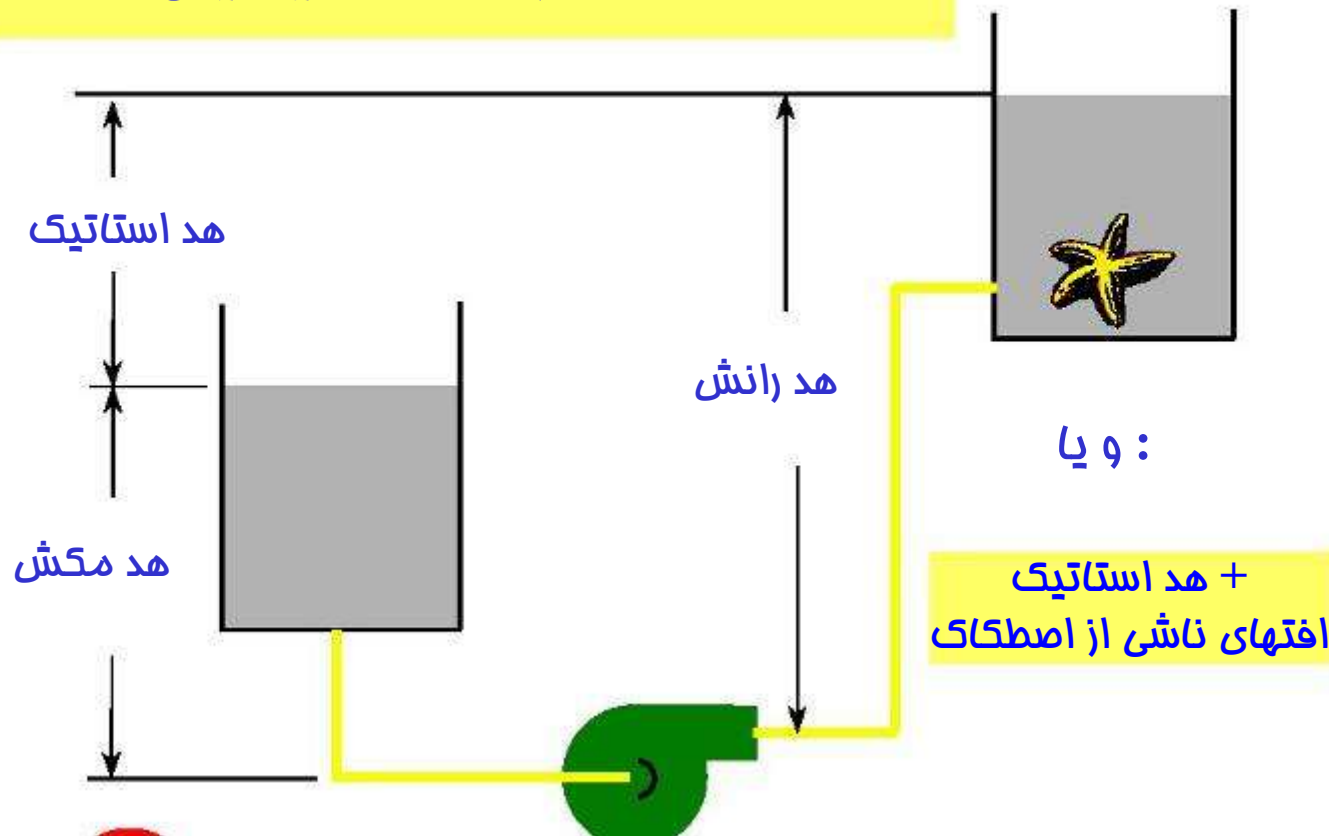 هد استاتیک
هد رانش
هد مکش
و یا :
هد استاتیک +
افتهای ناشی از اصطکاک